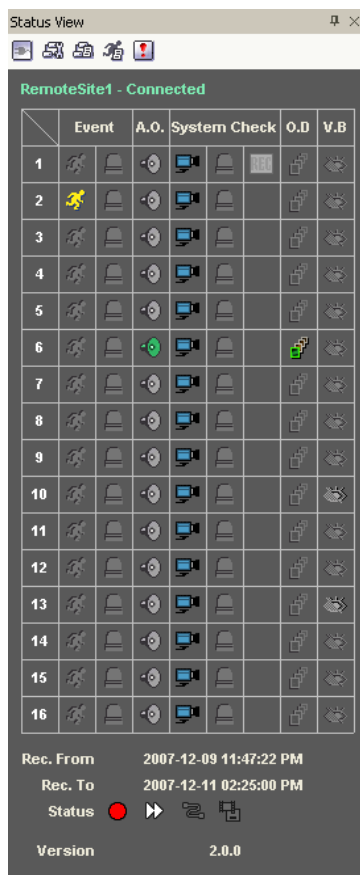 Status View
RemoteSite1 - Connected
Event A.O. System Check O.D V.B
1 REC
2
3
4
5
6
7
8
9
10
11
12
13
14
15
16
Rec. From 2007-12-09 11:47:22 PM
Rec. To 2007-12-11 02:25:00 PM
Status
Version 2.0.0